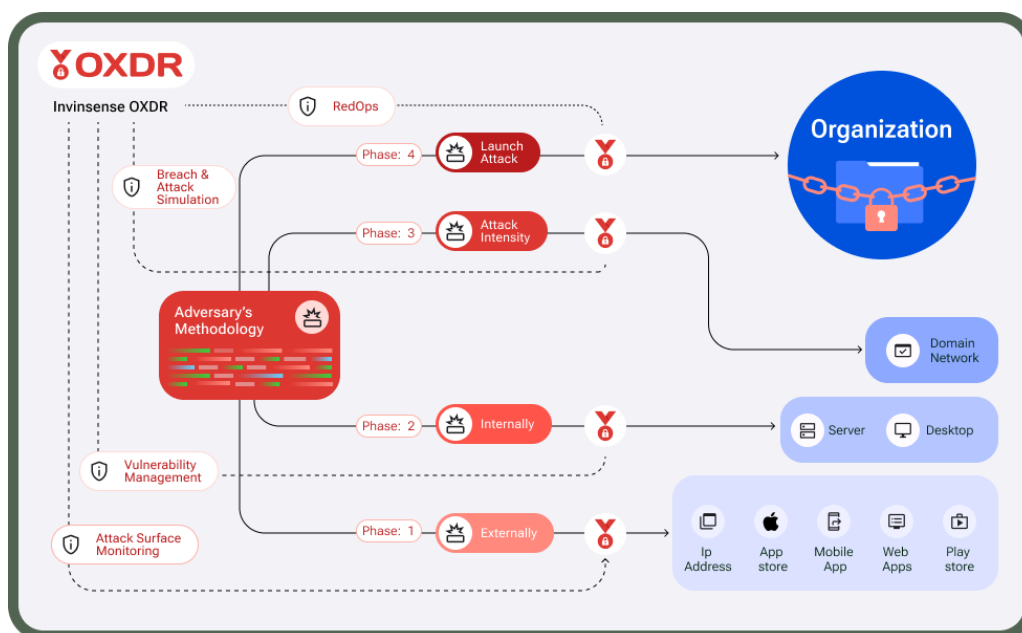 OXDR
Invinsense OXDR
RedOps
Organization
Phase: 4
Launch
Attack
Breach &
Attack
Simulation
Phase: 3
Attack
Intensity
Adversary's
Methodology
Domain
Network
Phase: 2
Internally
Server
Desktop
Vulnerability
Management
Phase: 1
Externally
Attack Surface
Monitoring
Ip
Address
App
store
Mobile
App
Web
Apps
Play
store